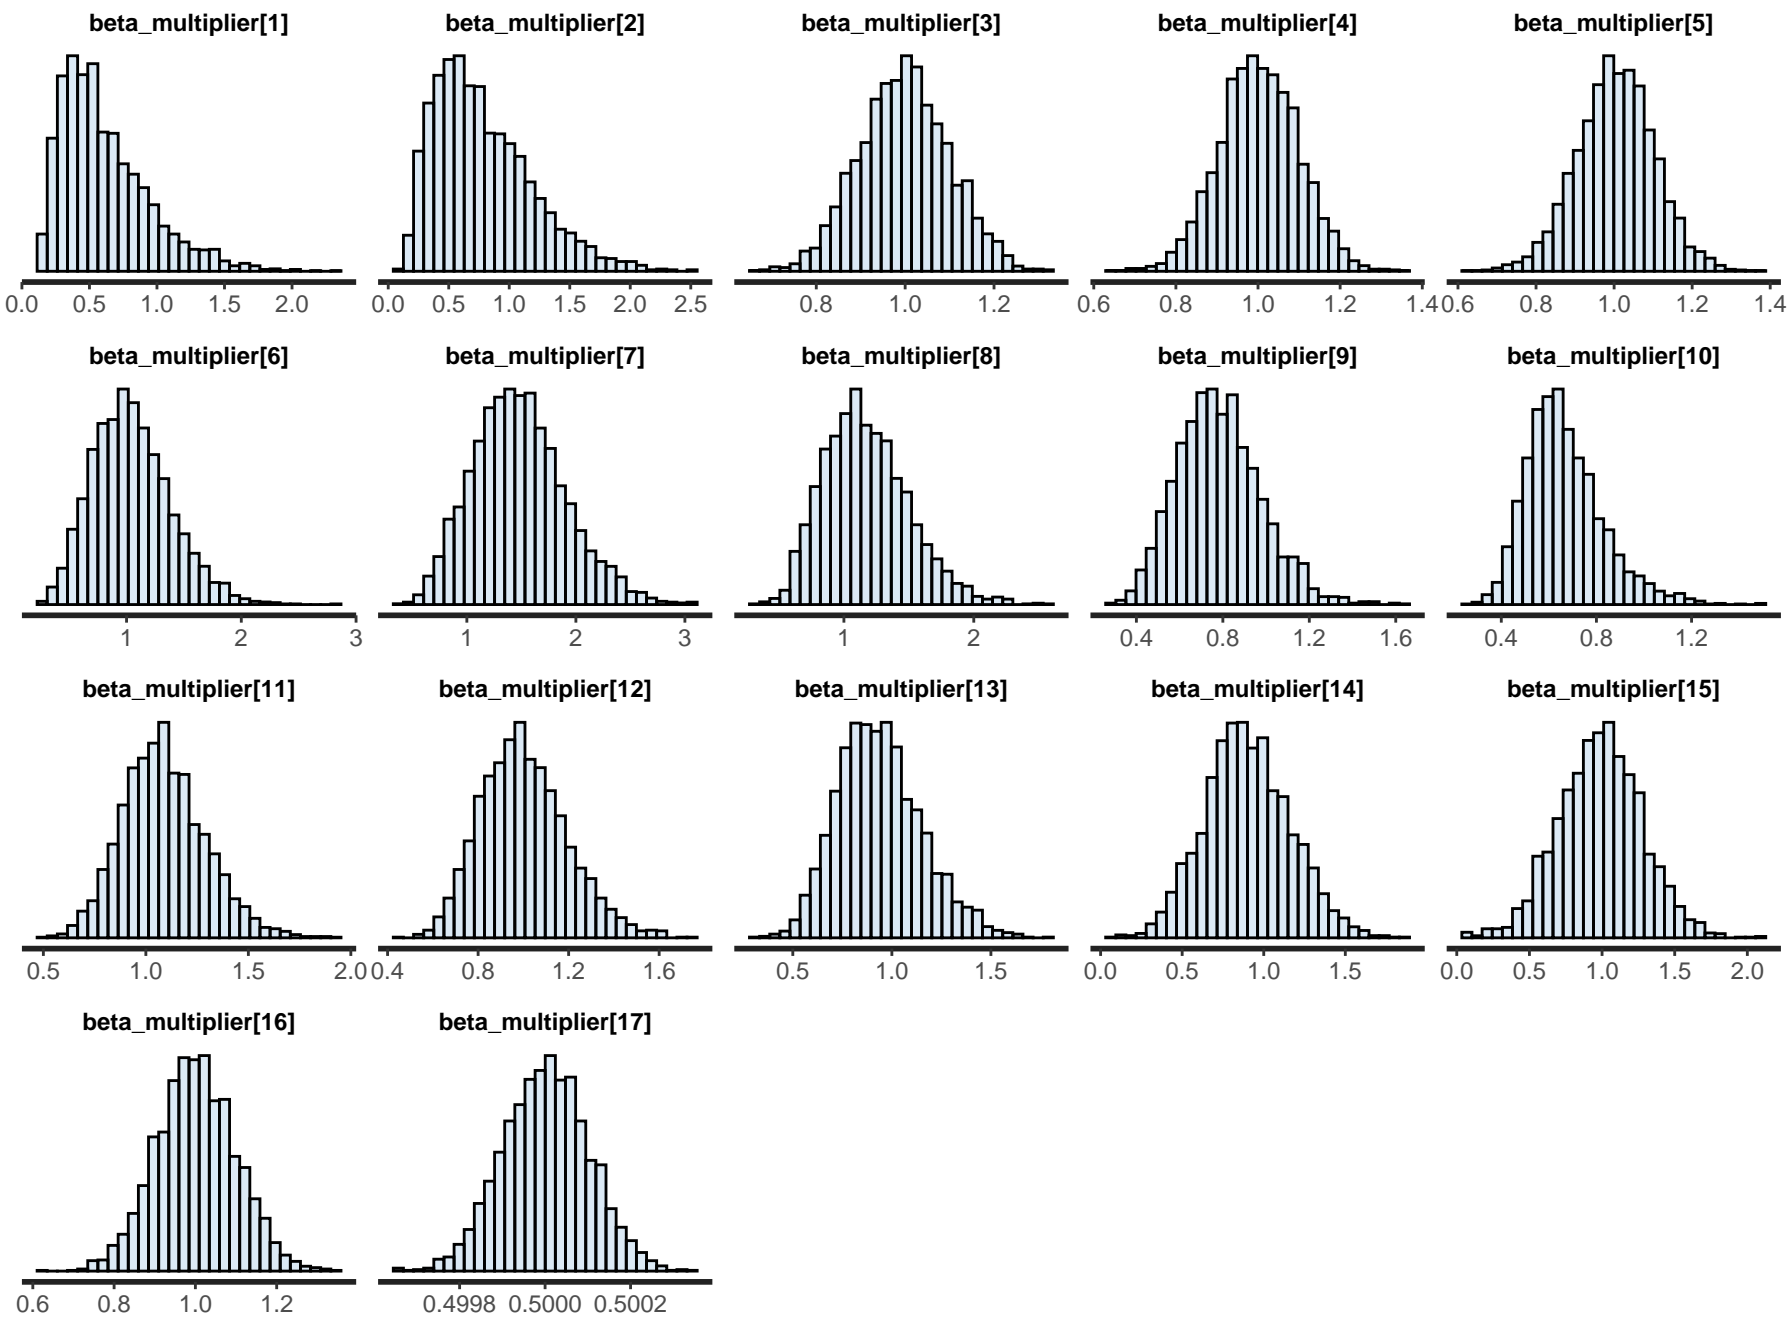 beta_multiplier[1] beta_multiplier[2] beta_multiplier[3] beta_multiplier[4] beta_multiplier[5]
0.0 0.5 1.0 1.5 2.0 0.0 0.5 1.0 1.5 2.0 2.5 0.8 1.0 1.2 0.6 0.8 1.0 1.2 1.4 0.6 0.8 1.0 1.2 1.4
beta_multiplier[6] beta_multiplier[7] beta_multiplier[8] beta_multiplier[9] beta_multiplier[10]
1 2 3 1 2 3 1 2 0.4 0.8 1.2 1.6 0.4 0.8 1.2
beta_multiplier[11] beta_multiplier[12] beta_multiplier[13] beta_multiplier[14] beta_multiplier[15]
0.5 1.0 1.5 2.0 0.4 0.8 1.2 1.6 0.5 1.0 1.5 0.0 0.5 1.0 1.5 0.0 0.5 1.0 1.5 2.0
beta_multiplier[16] beta_multiplier[17]
0.6 0.8 1.0 1.2 0.4998 0.5000 0.5002